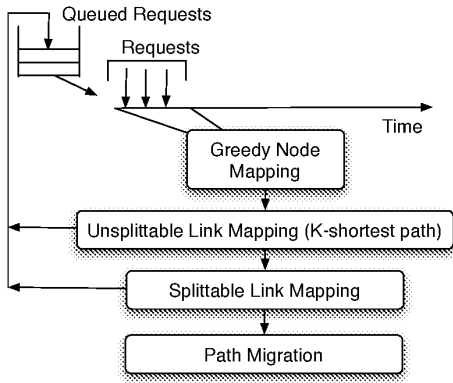 Queued Requests
Requests
Time
Greedy Node
Mapping
Unsplittable Link Mapping (K-shortest path)
Splittable Link Mapping
Path Migration